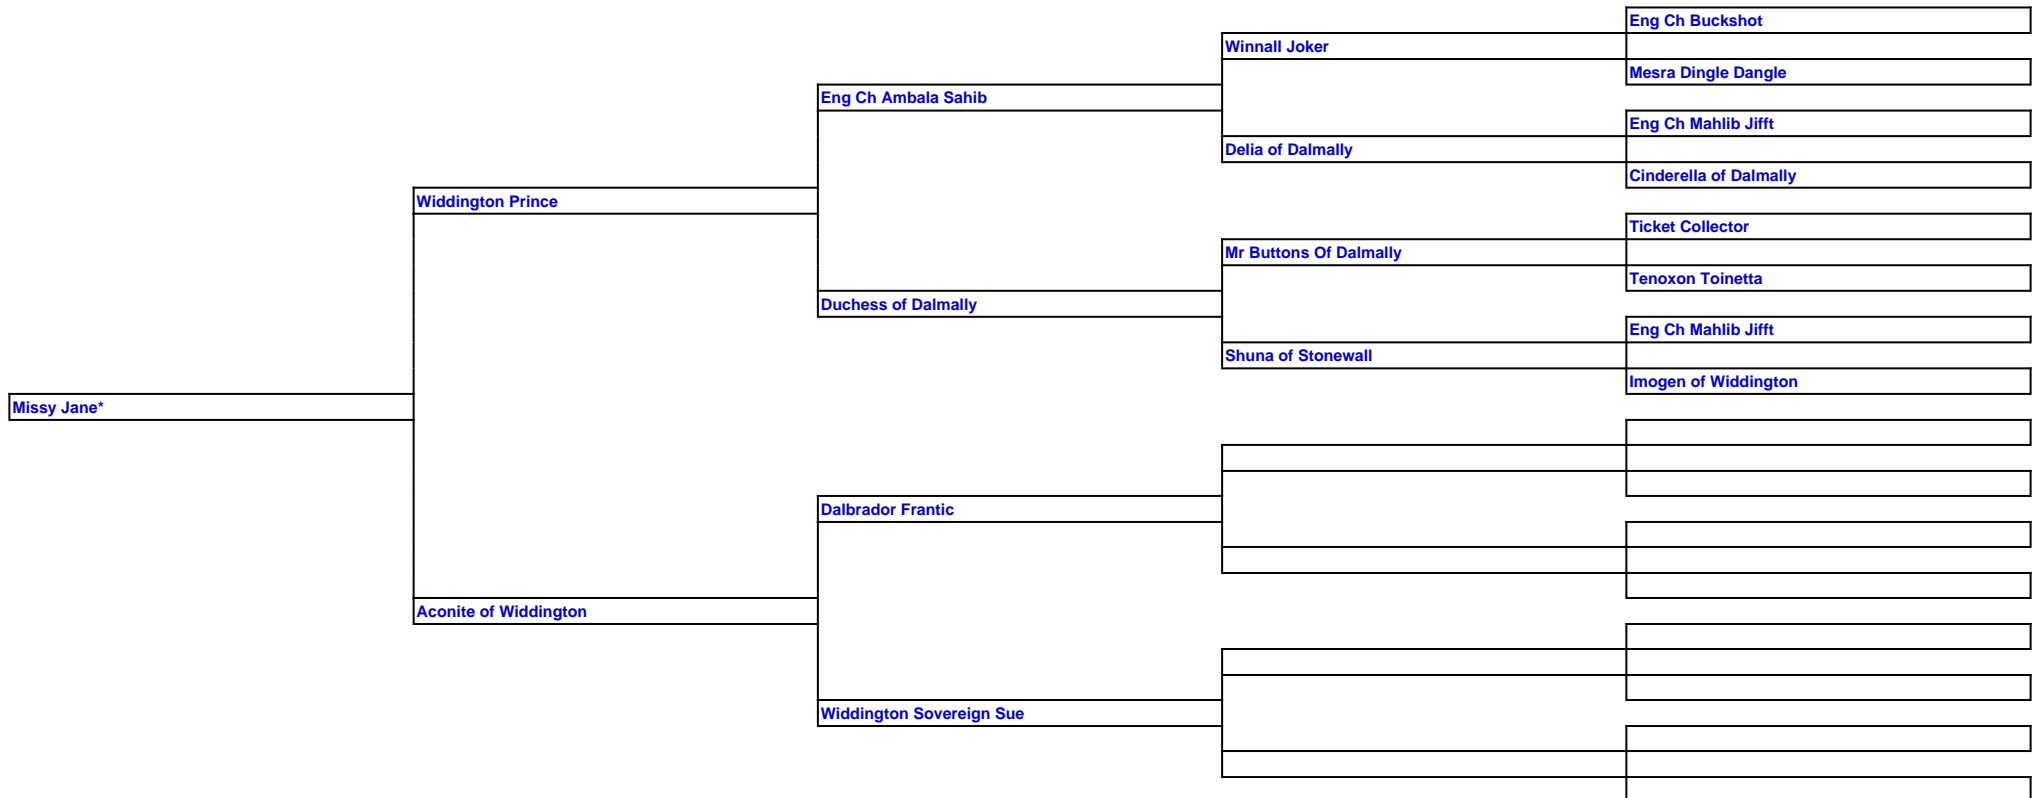 Eng Ch Buckshot
Winnall Joker
Mesra Dingle Dangle
Eng Ch Ambala Sahib
Eng Ch Mahlib Jifft
Delia of Dalmally
Cinderella of Dalmally
Widdington Prince
Ticket Collector
Mr Buttons Of Dalmally
Tenoxon Toinetta
Duchess of Dalmally
Eng Ch Mahlib Jifft
Shuna of Stonewall
Imogen of Widdington
Missy Jane*
Dalbrador Frantic
Aconite of Widdington
Widdington Sovereign Sue